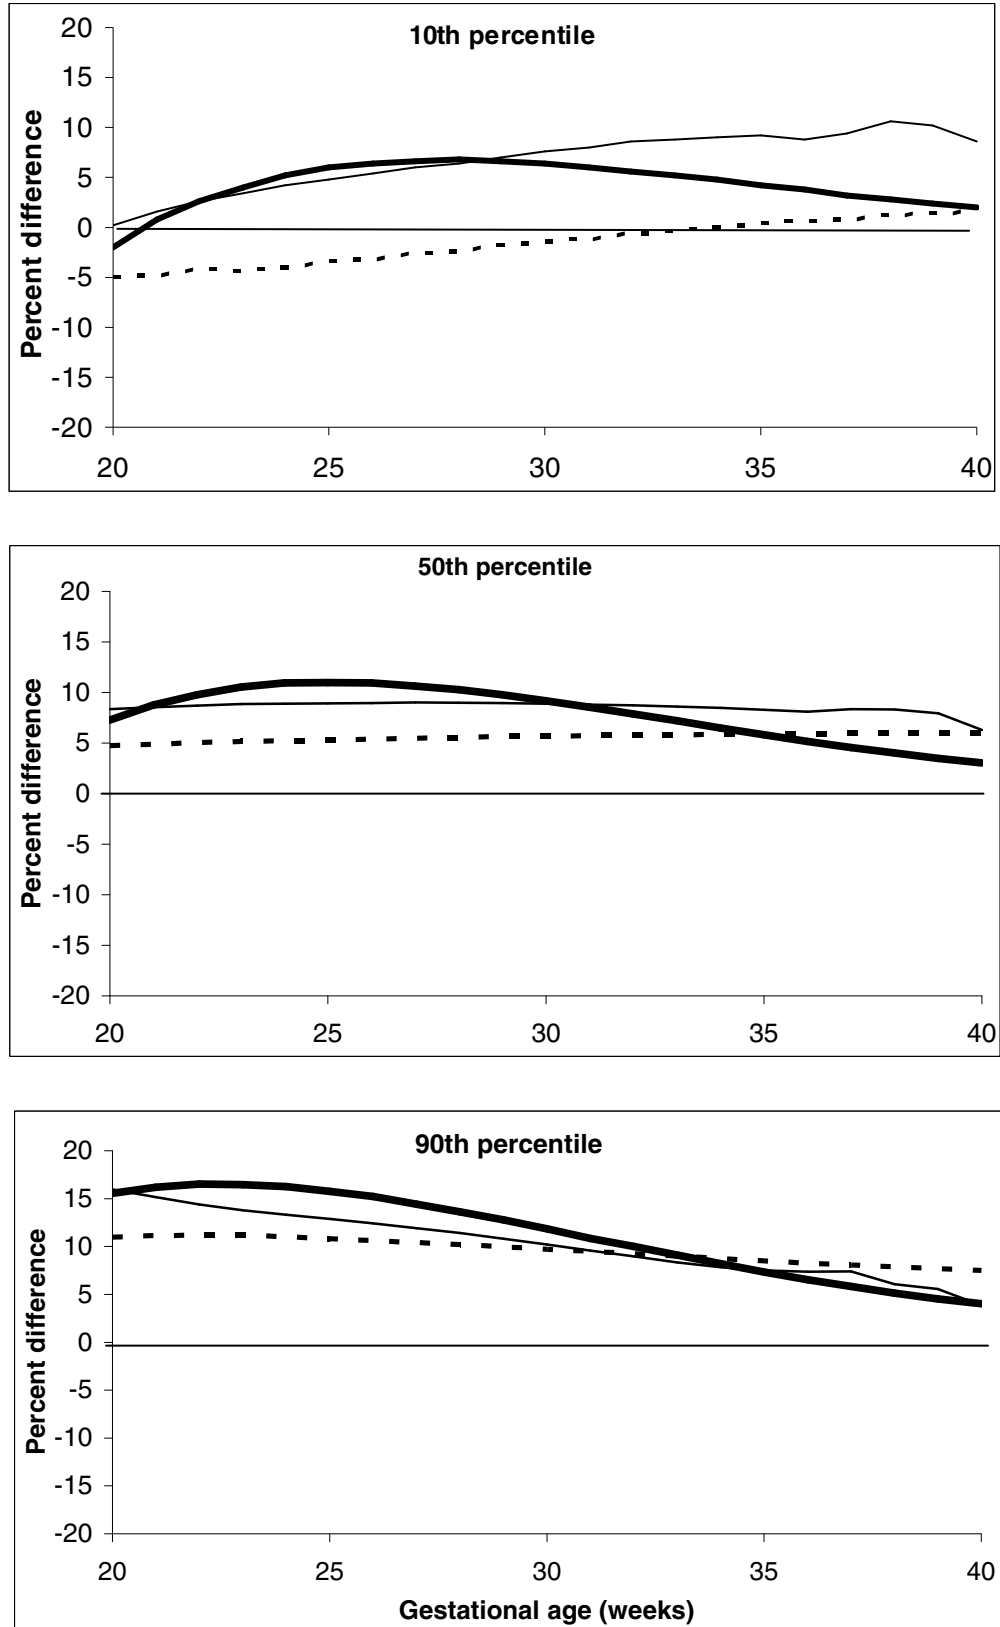 10th percentile
20
15
10
5
0
-5
-10
-15
-20
Percent difference
20 25 30 35 40
50th percentile
20
15
10
5
0
-5
-10
-15
-20
Percent difference
20 25 30 35 40
90th percentile
20
15
10
5
0
-5
-10
-15
-20
Percent difference
20 25 30 35 40
Gestational age (weeks)